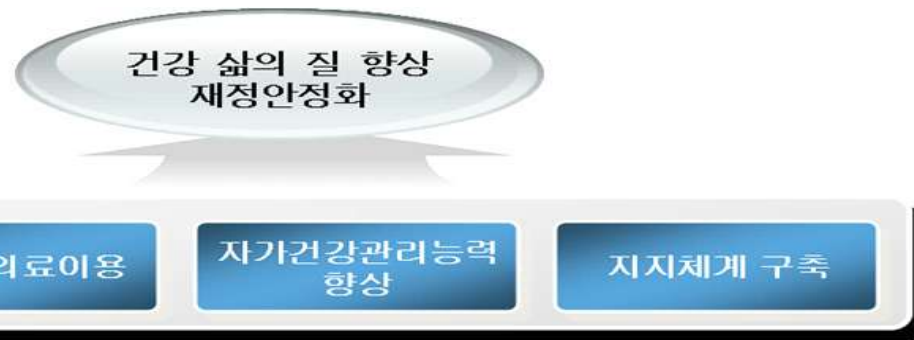 건강 삶의 질 향상
재정안정화
의료이용
자가건강관리능력
향상
지지체계 구축